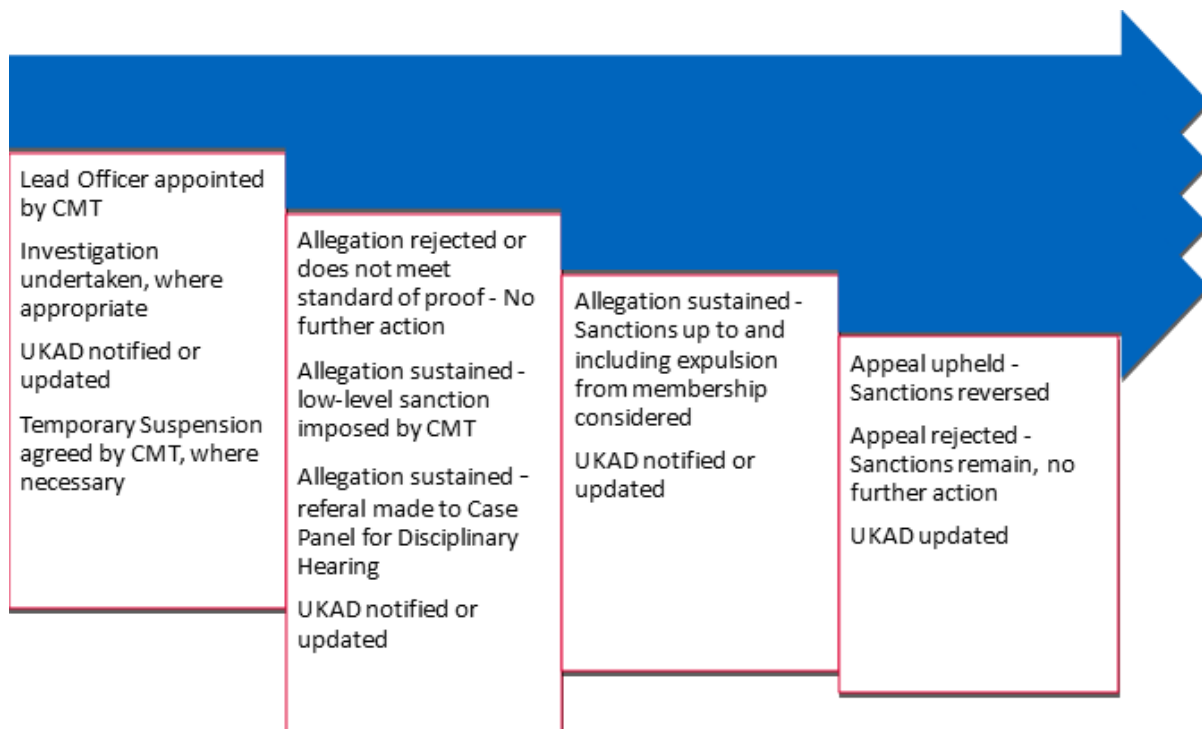 Lead Officer appointed
by CMT
Investigation
undertaken, where
appropriate
UKAD notified or
updated
Temporary Suspension
agreed by CMT, where
necessary
Allegation rejected or
does not meet
standard of proof - No
further action
Allegation sustained -
low-level sanction
imposed by CMT
Allegation sustained –
referal made to Case
Panel for Disciplinary
Hearing
UKAD notified or
updated
Allegation sustained -
Sanctions up to and
including expulsion
from membership
considered
UKAD notified or
updated
Appeal upheld -
Sanctions reversed
Appeal rejected -
Sanctions remain, no
further action
UKAD updated